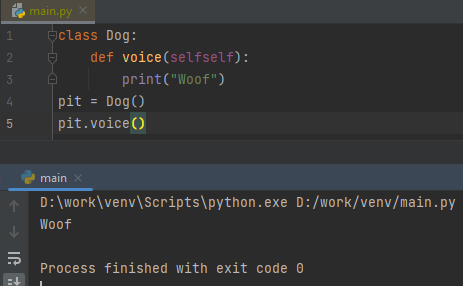 main.py
1 class Dog:
2 def voice(selfself):
3 print("Woof")
4 pit = Dog()
5 pit.voice()
main
D:\work\venv\Scripts\python.exe D:/work/venv/main.py
Woof
Process finished with exit code 0